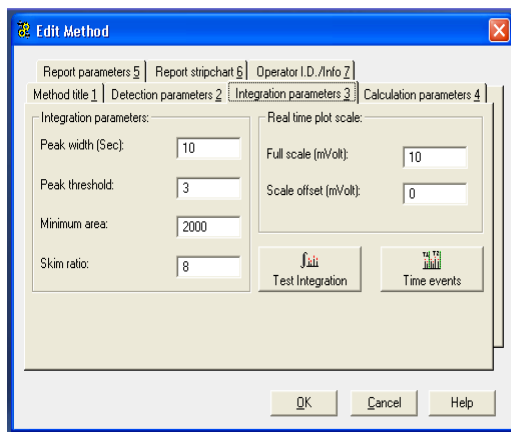 Edit Method
Report parameters 5 Report stripchart 6 Operator I.D./Info 7
Method title 1 Detection parameters 2 Integration parameters 3 Calculation parameters 4
Integration parameters:
Peak width (Sec): 10
Peak threshold: 3
Minimum area: 2000
Skim ratio: 8
Real time plot scale:
Full scale (mVolt): 10
Scale offset (mVolt): 0
Test Integration
T1 T2
Time events
OK Cancel Help